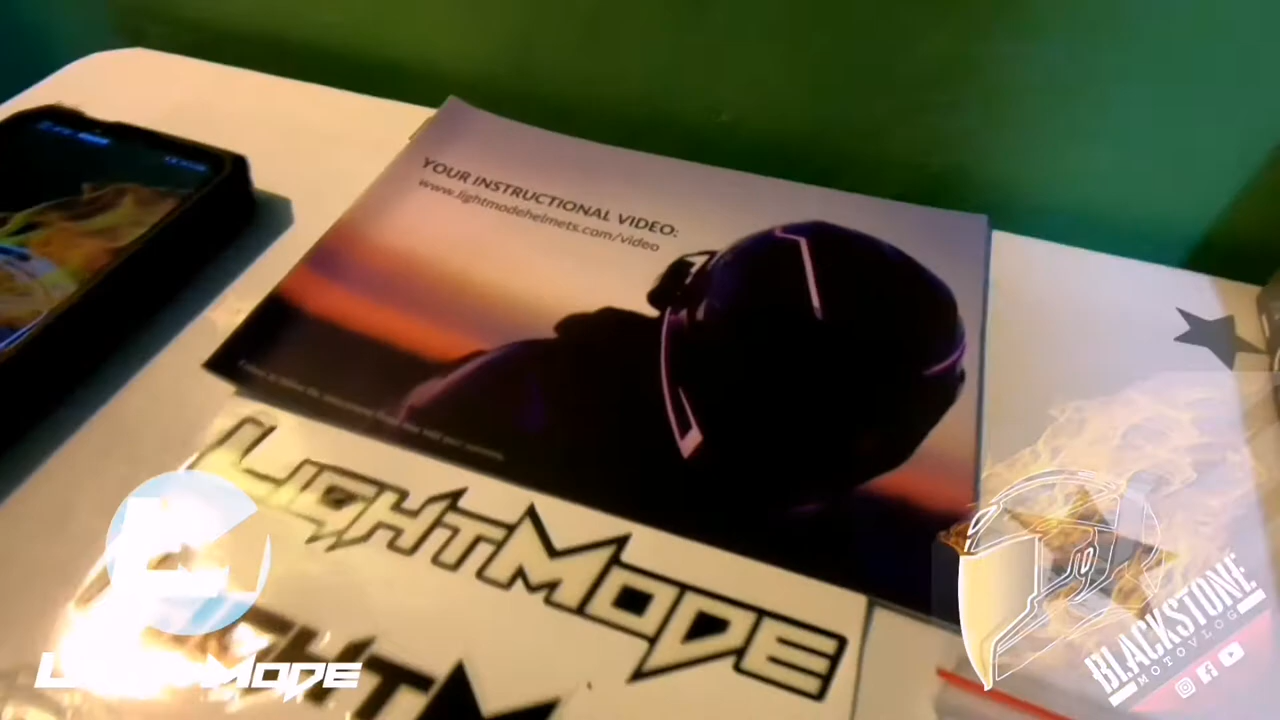 YOUR INSTRUCTIONAL VIDEO:
www.lightmodehelmets.com/video
LIGHTMODE
LIGHTMODE
BLACKSTONE
MOTOVLOG